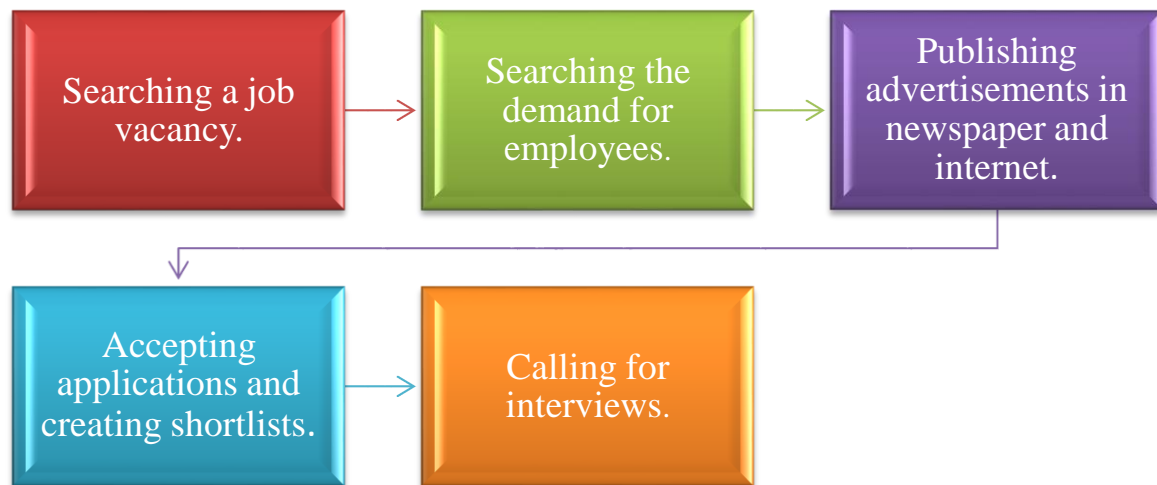 Searching a job
vacancy.
Searching the
demand for
employees.
Publishing
advertisements in
newspaper and
internet.
Accepting
applications and
creating shortlists.
Calling for
interviews.